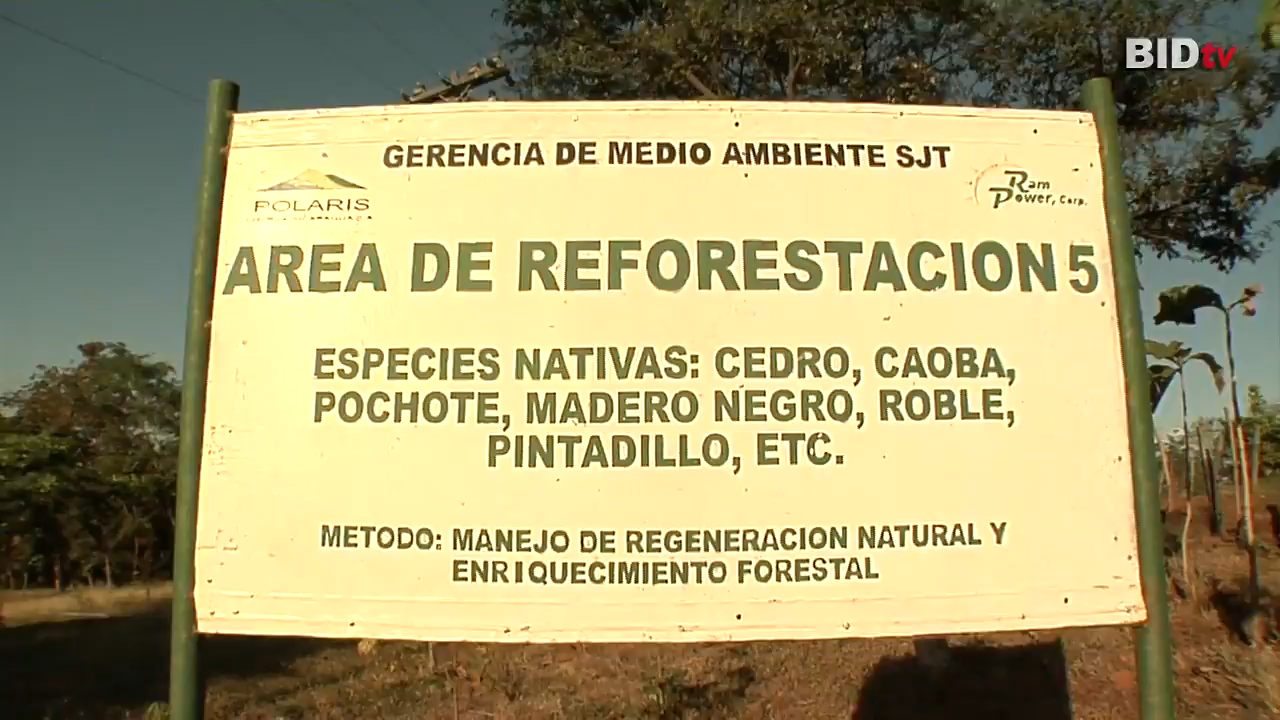 BIDtv
GERENCIA DE MEDIO AMBIENTE SJT
POLARIS
Ram
Power, Corp.
AREA DE REFORESTACION 5
ESPECIES NATIVAS: CEDRO, CAOBA,
POCHOTE, MADERO NEGRO, ROBLE,
PINTADILLO, ETC.
METODO: MANEJO DE REGENERACION NATURAL Y
ENRIQUECIMIENTO FORESTAL